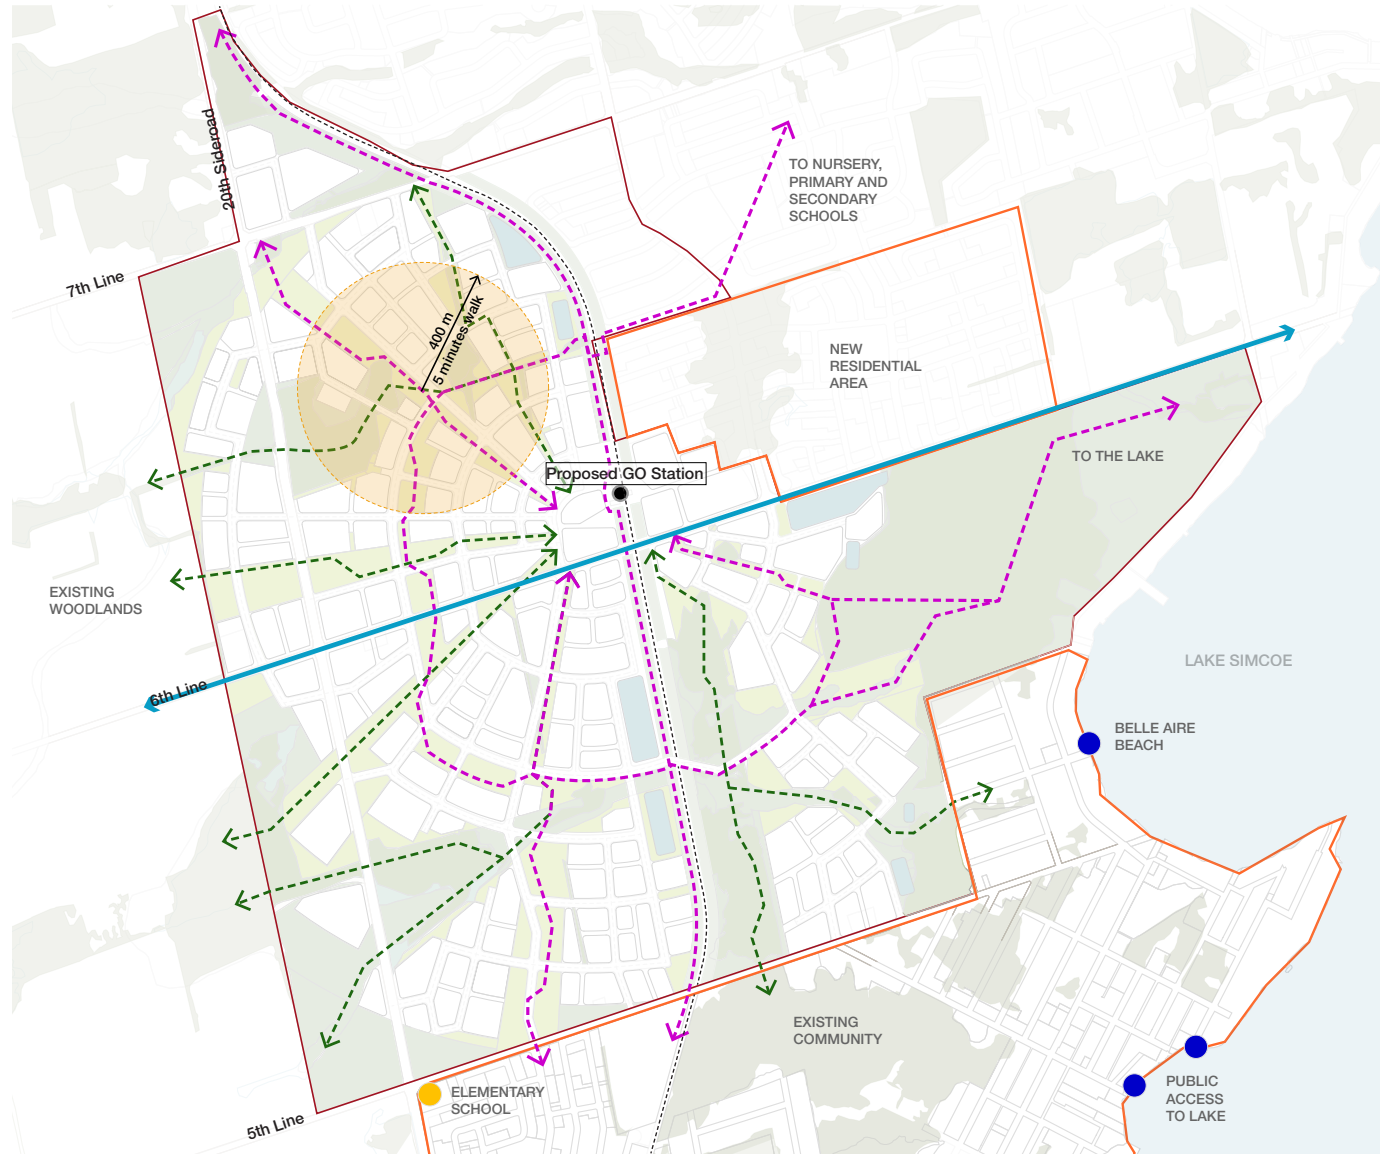 20th Sideroad
TO NURSERY,
PRIMARY AND
SECONDARY
SCHOOLS
7th Line
400 m
5 minutes walk
NEW
RESIDENTIAL
AREA
TO THE LAKE
Proposed GO Station
EXISTING
WOODLANDS
LAKE SIMCOE
6th Line
BELLE AIRE
BEACH
EXISTING
COMMUNITY
ELEMENTARY
SCHOOL
PUBLIC
ACCESS
TO LAKE
5th Line